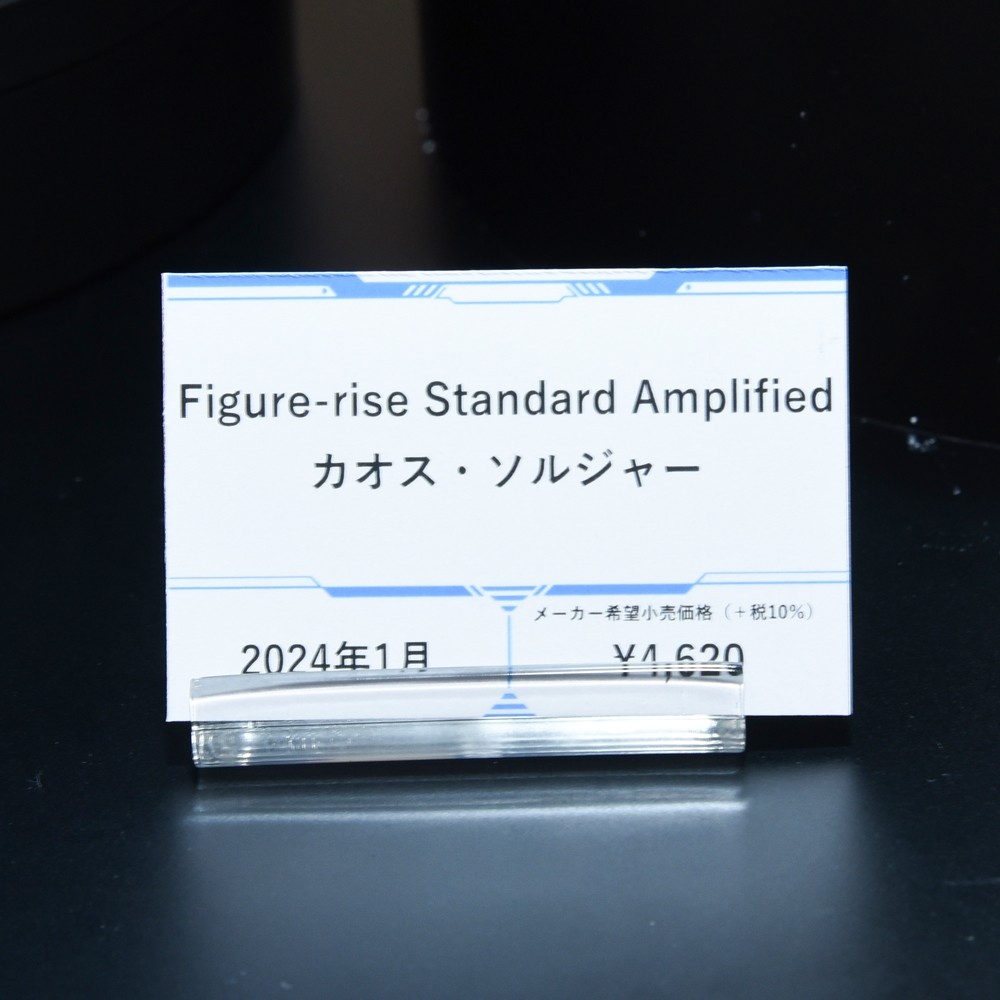 Figure-rise Standard Amplified
カオス・ソルジャー
メーカー希望小売価格（＋税10%）
2024年1月
¥4,620